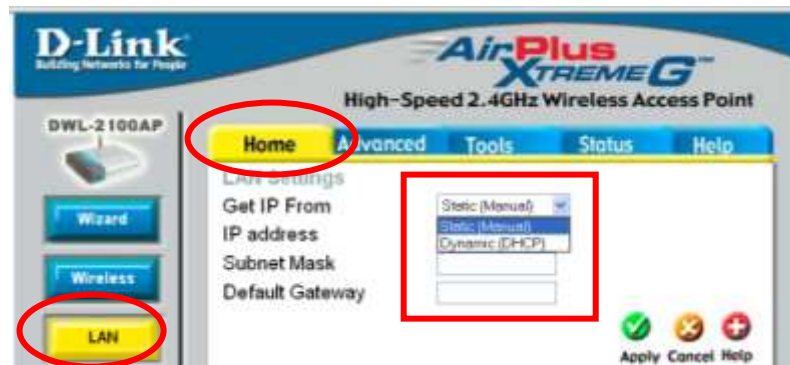 D-Link
Building Networks for People
AirPlus
XTREME G™
High-Speed 2.4GHz Wireless Access Point
DWL-2100AP
Home Advanced Tools Status Help
LAN Settings
Get IP From Static (Manual)
Static (Manual)
Dynamic (DHCP)
IP address
Subnet Mask
Default Gateway
Wizard
Wireless
LAN
Apply Cancel Help